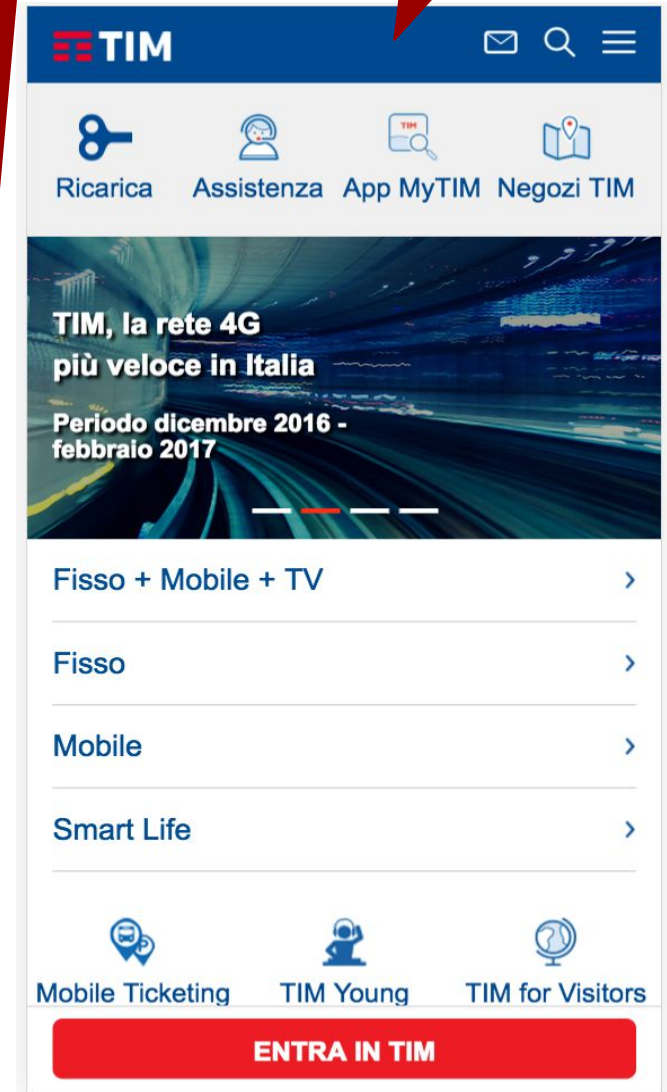 TIM
Ricarica Assistenza App MyTIM Negozi TIM
TIM, la rete 4G
più veloce in Italia
Periodo dicembre 2016 -
febbraio 2017
Fisso + Mobile + TV
Fisso
Mobile
Smart Life
Mobile Ticketing TIM Young TIM for Visitors
ENTRA IN TIM